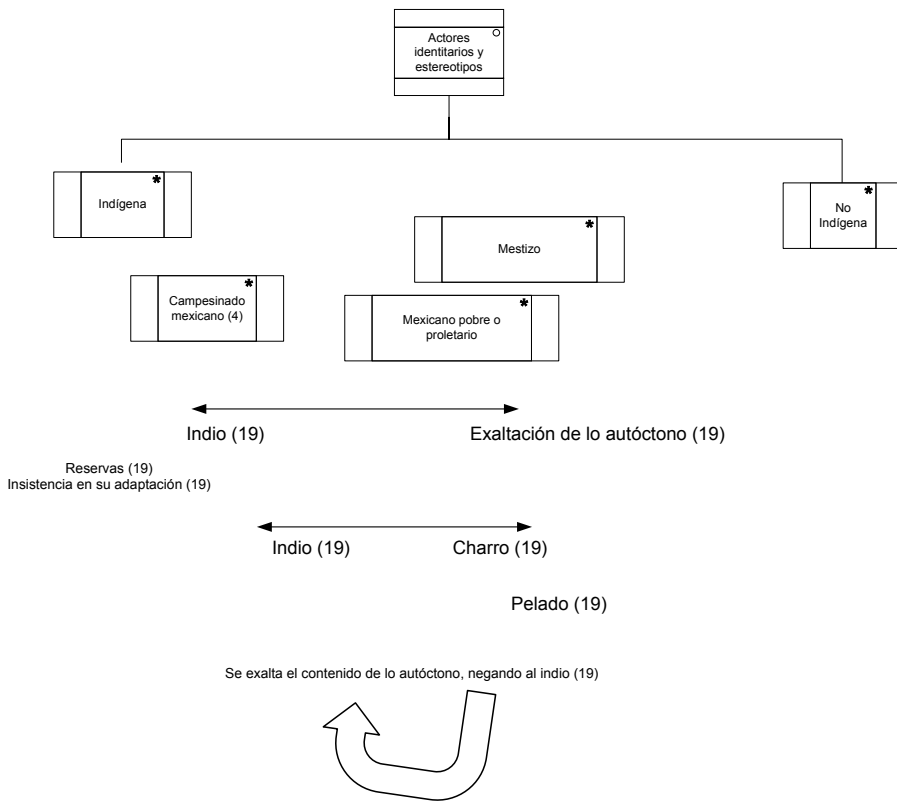 Actores
identitarios y
estereotipos
*
Indígena
*
No
Indígena
*
Mestizo
*
Campesinado
mexicano (4)
*
Mexicano pobre o
proletario
Indio (19)
Exaltación de lo autóctono (19)
Reservas (19)
Insistencia en su adaptación (19)
Indio (19)
Charro (19)
Pelado (19)
Se exalta el contenido de lo autóctono, negando al indio (19)